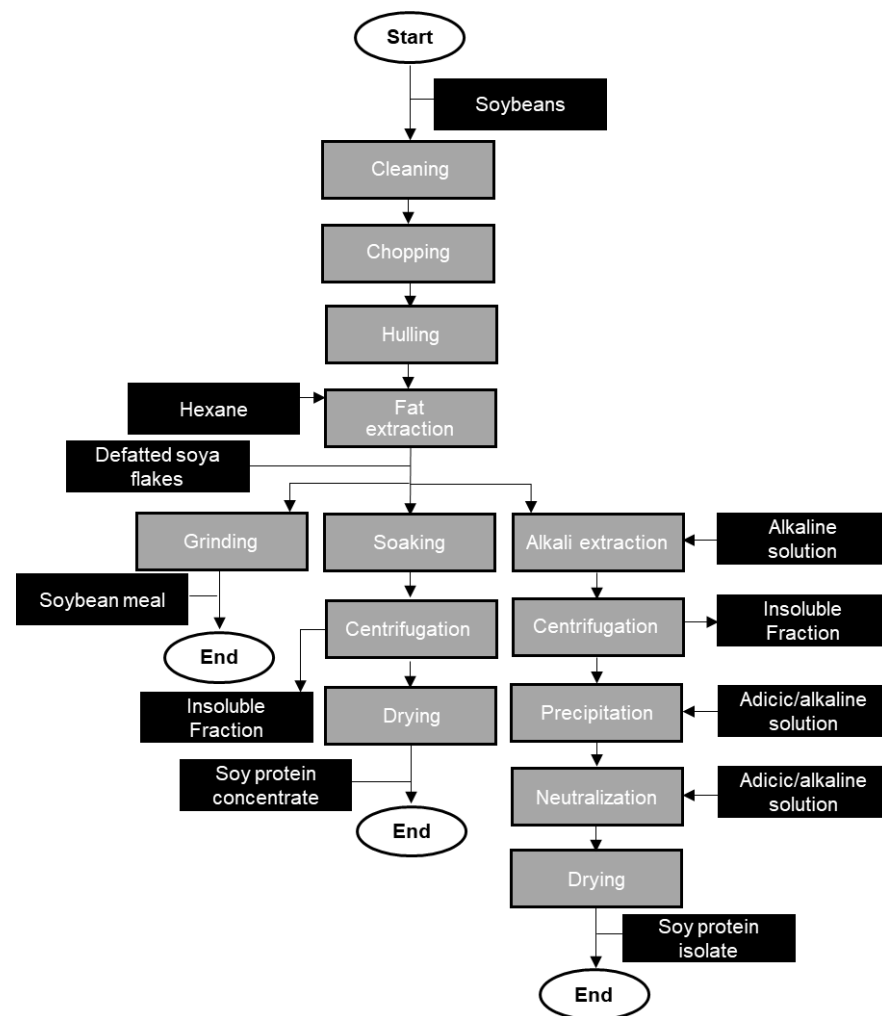 Start
Soybeans
Cleaning
Chopping
Hulling
Hexane
Fat
extraction
Defatted soya
flakes
Grinding
Soaking
Alkali extraction
Alkaline
solution
Soybean meal
Centrifugation
Centrifugation
Insoluble
Fraction
End
Insoluble
Fraction
Drying
Precipitation
Adicic/alkaline
solution
Soy protein
concentrate
Neutralization
Adicic/alkaline
solution
End
Drying
Soy protein
isolate
End